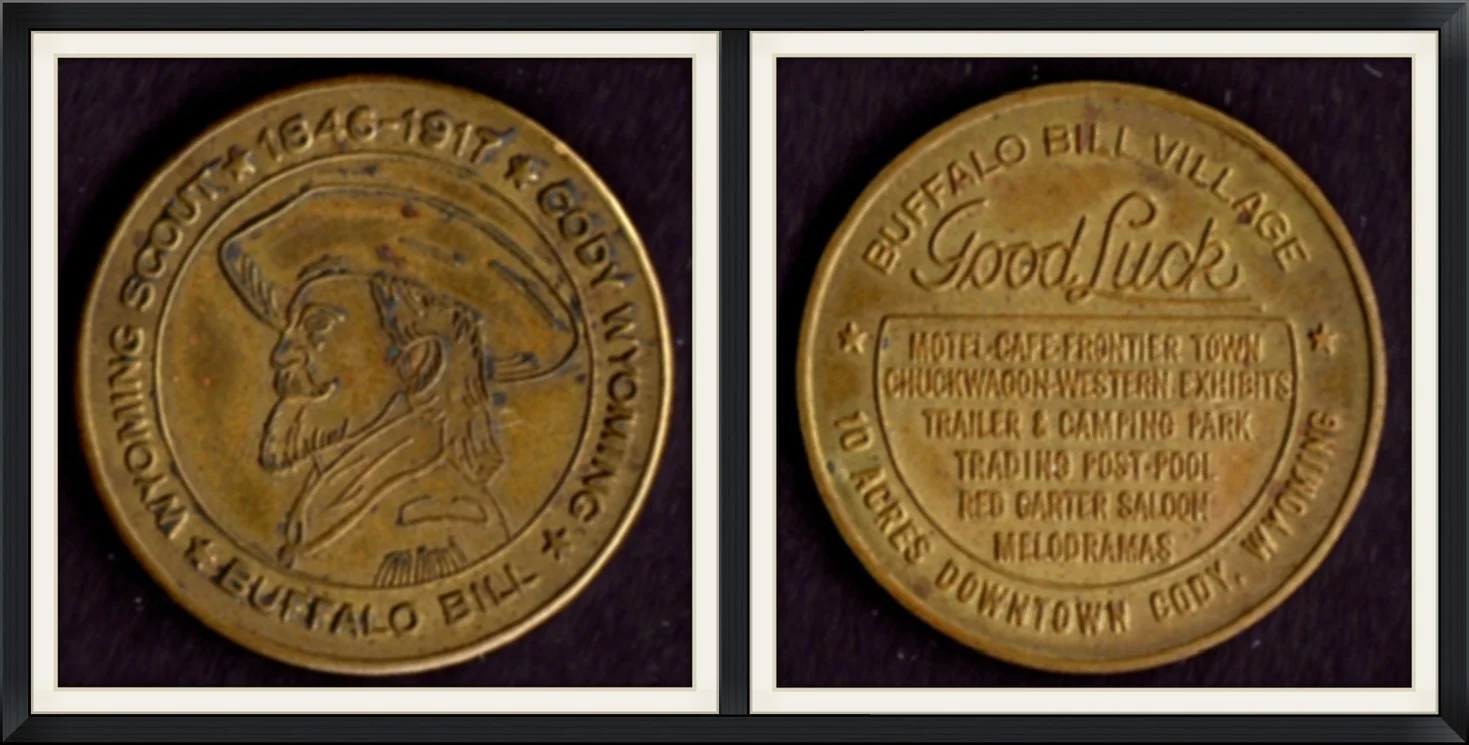 WYOMING SCOUT ★ 1846-1917 ★ CODY WYOMING ★ BUFFALO BILL ★
BUFFALO BILL VILLAGE
Good Luck
MOTEL-CAFE-FRONTIER TOWN
CHUCKWAGON-WESTERN EXHIBITS
TRAILER & CAMPING PARK
TRADING POST-POOL
RED GARTER SALOON
MELODRAMAS
10 ACRES DOWNTOWN CODY, WYOMING